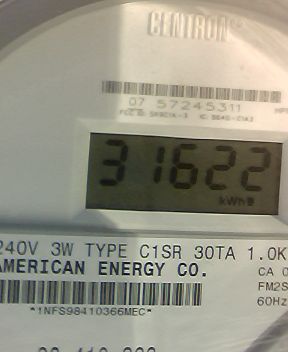 CENTRON
07 57245311
31622
kWh
240V 3W TYPE C1SR 30TA 1.0K
AMERICAN ENERGY CO.
CA 0
FM2S
60Hz
*1NFS98410366MEC*